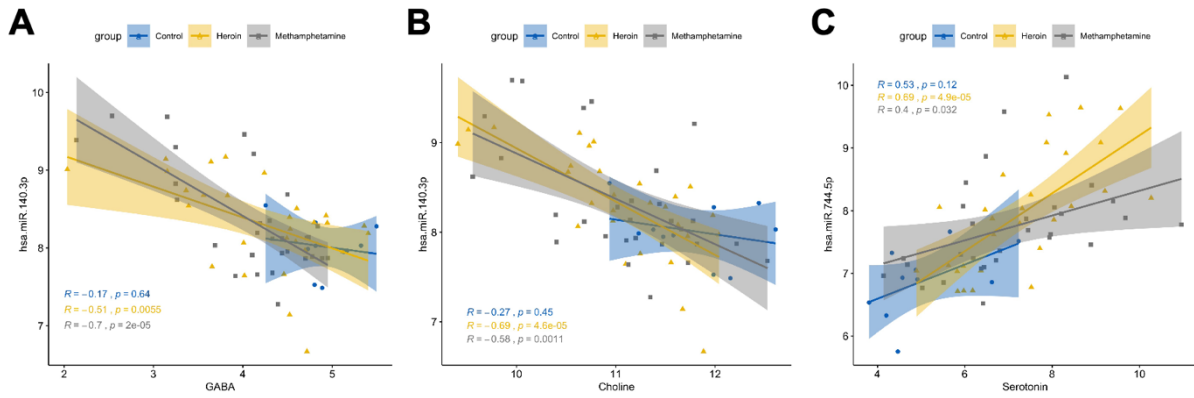 A
group Control Heroin Methamphetamine
hsa.miR.140.3p
10
9
8
7
R = −0.17 , p = 0.64
R = −0.51 , p = 0.0055
R = −0.7 , p = 2e-05
2 3 4 5
GABA
B
group Control Heroin Methamphetamine
hsa.miR.140.3p
9
8
7
R = −0.27 , p = 0.45
R = −0.69 , p = 4.6e-05
R = −0.58 , p = 0.0011
10 11 12
Choline
C
group Control Heroin Methamphetamine
hsa.miR.744.5p
10
9
8
7
6
R = 0.53 , p = 0.12
R = 0.69 , p = 4.9e-05
R = 0.4 , p = 0.032
4 6 8 10
Serotonin